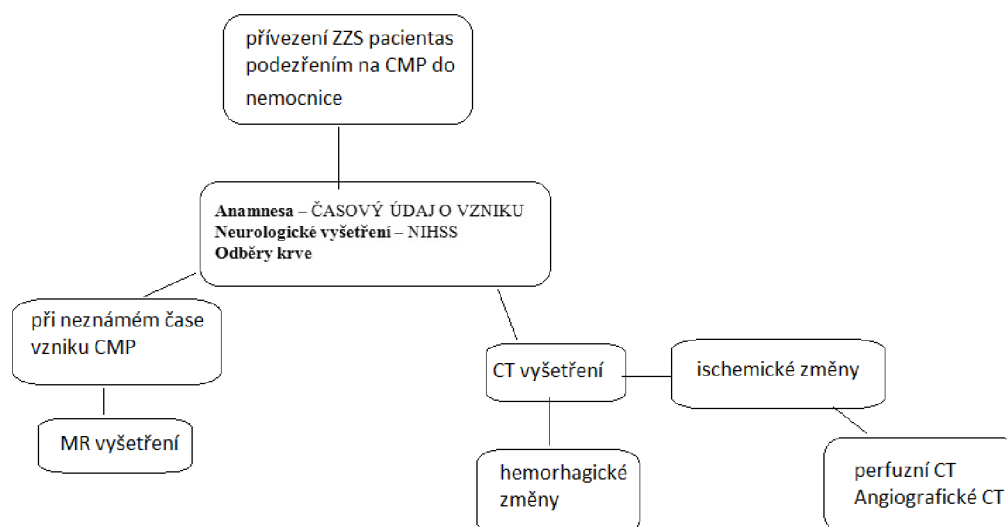 přívezení ZZS pacientas
podezřením na CMP do
nemocnice
Anamnesa – ČASOVÝ ÚDAJ O VZNIKU
Neurologické vyšetření – NIHSS
Odběry krve
při neznámém čase
vzniku CMP
MR vyšetření
CT vyšetření
ischemické změny
hemorhagické
změny
perfuzní CT
Angiografické CT